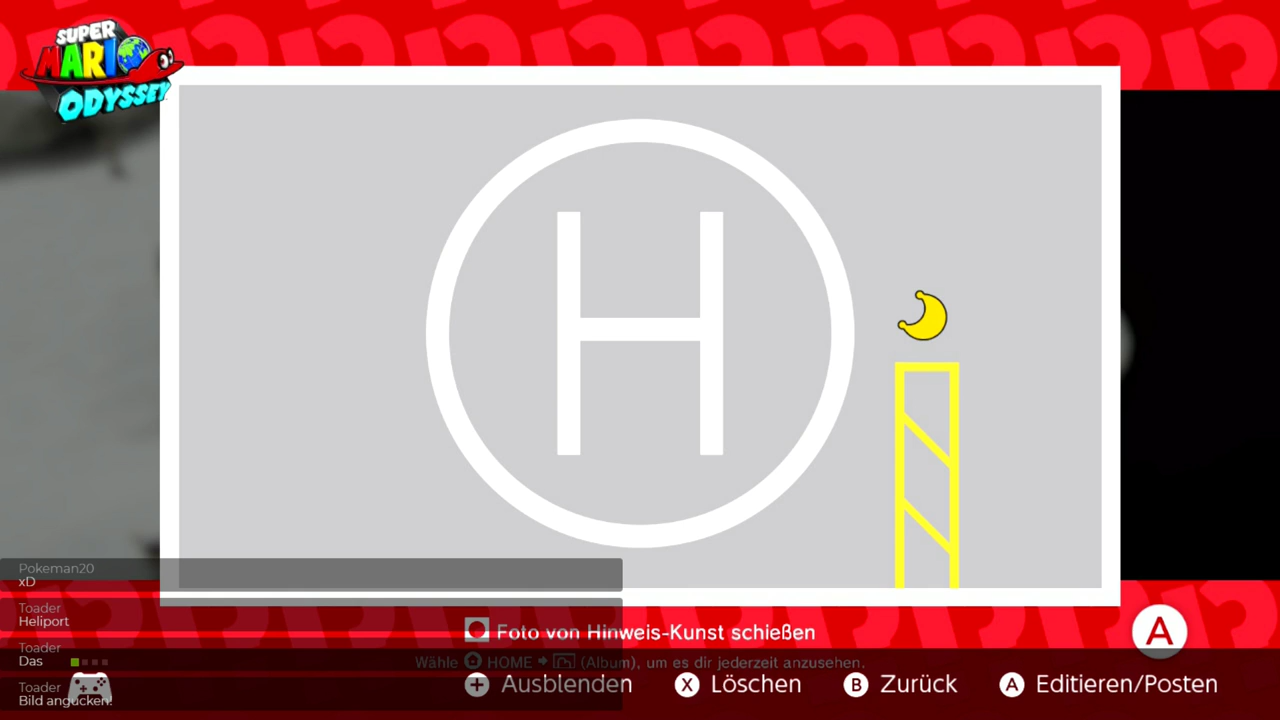 SUPER
MARIO
ODYSSEY
H
Pokeman20
xD
Toader
Heliport
Toader
Das
Toader
Bild angucken!
Foto von Hinweis-Kunst schießen
Wähle HOME ➔ (Album), um es dir jederzeit anzusehen.
A
+ Ausblenden X Löschen B Zurück A Editieren/Posten